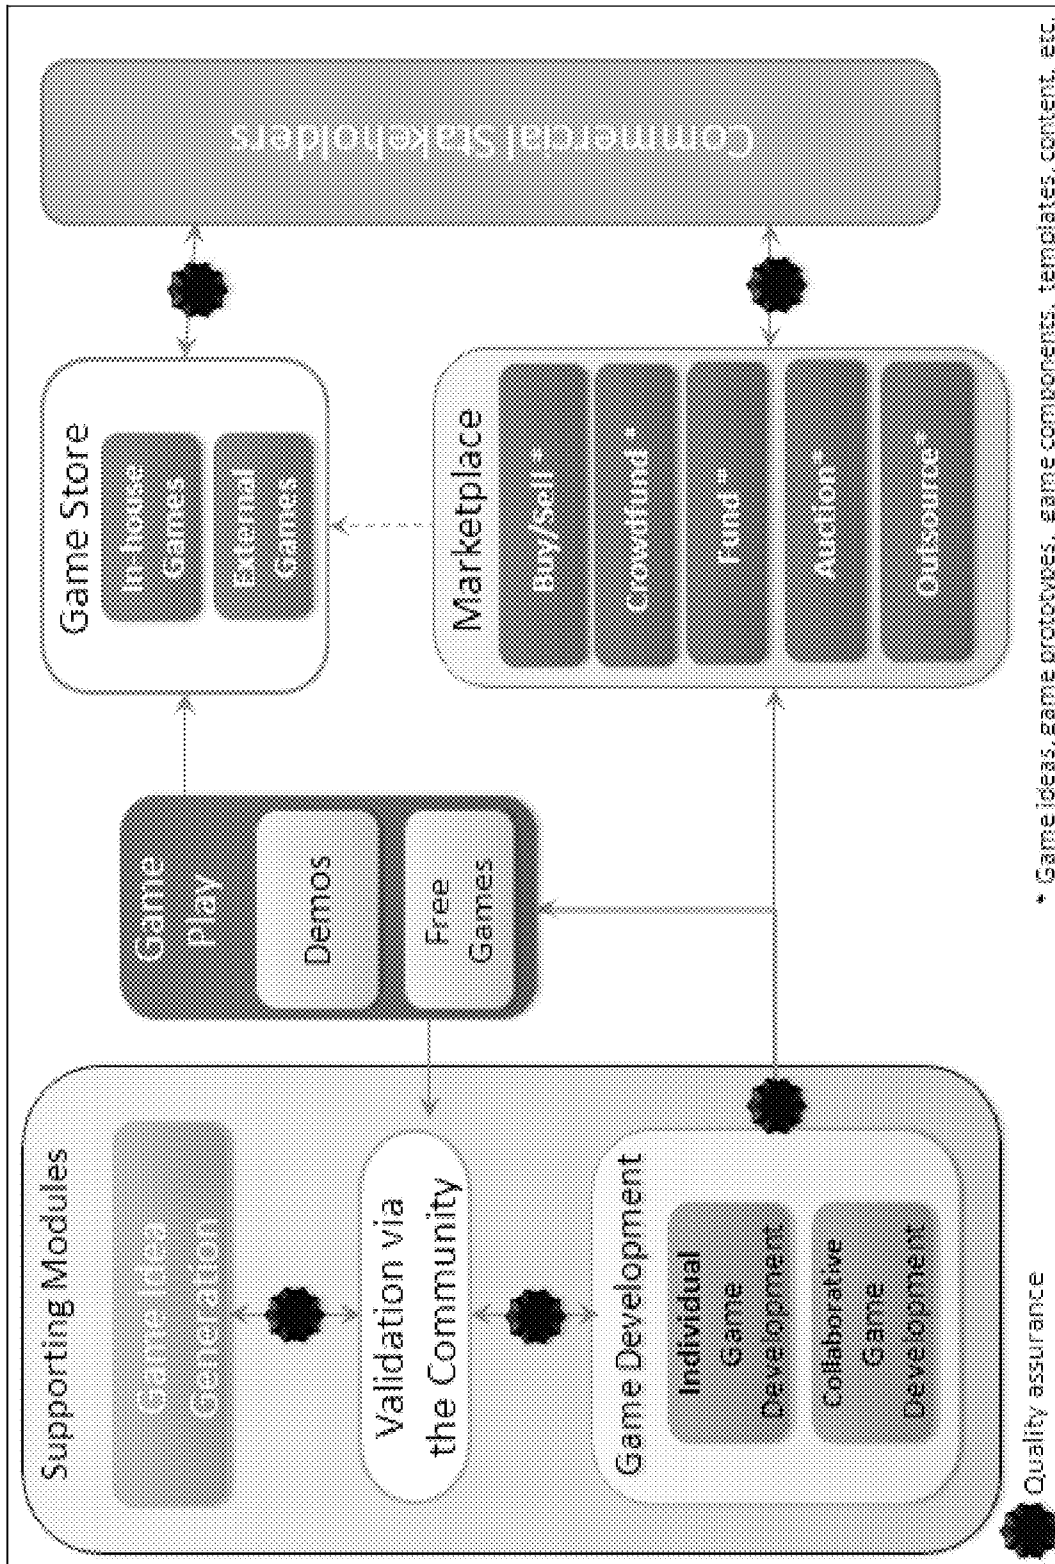 Supporting Modules
Game Idea
Generation
Validation via
the Community
Game Development
Individual
Game
Development
Collaborative
Game
Development
Game
Play
Demos
Free
Games
Game Store
In-house
Games
External
Games
Marketplace
Buy/Sell *
Crowdfund *
Fund *
Auction*
Outsource*
Commercial Stakeholders
Quality assurance
* Game ideas, game prototypes, game components, templates, content, etc.